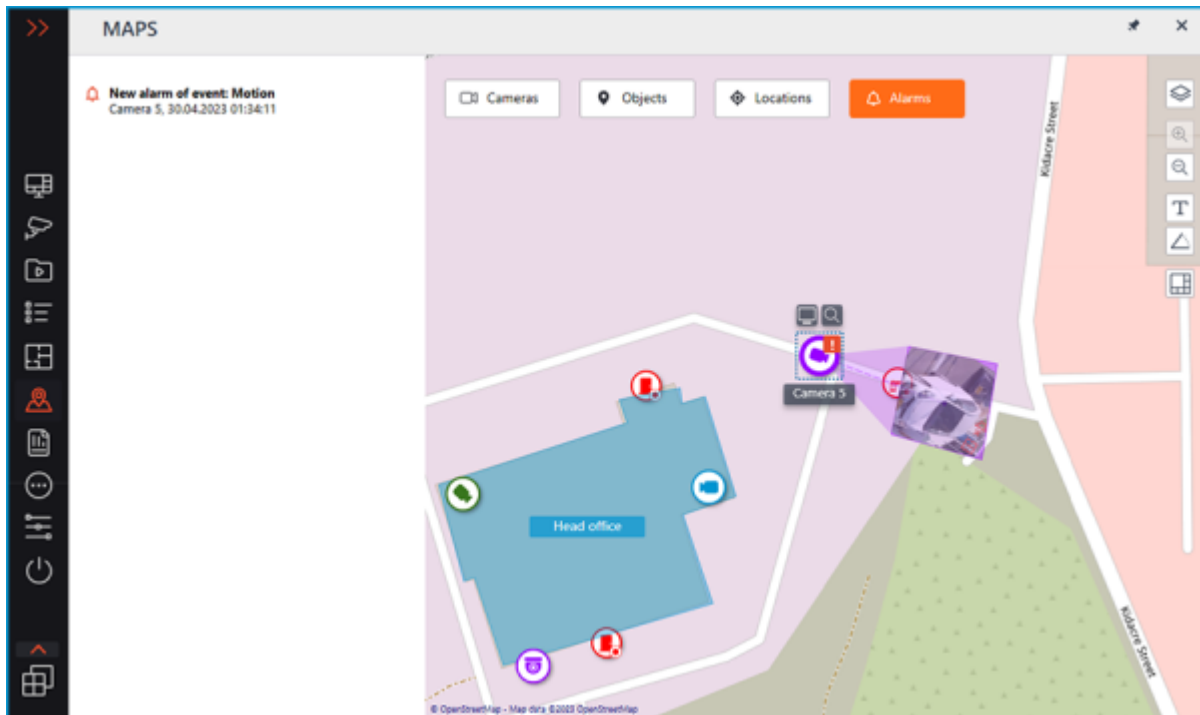 MAPS
New alarm of event: Motion
Camera 5, 30.04.2023 01:34:11
Cameras
Objects
Locations
Alarms
Kidacre Street
T
Camera 5
Head office
Kidacre Street
© OpenStreetMap - Map data ©2023 OpenStreetMap